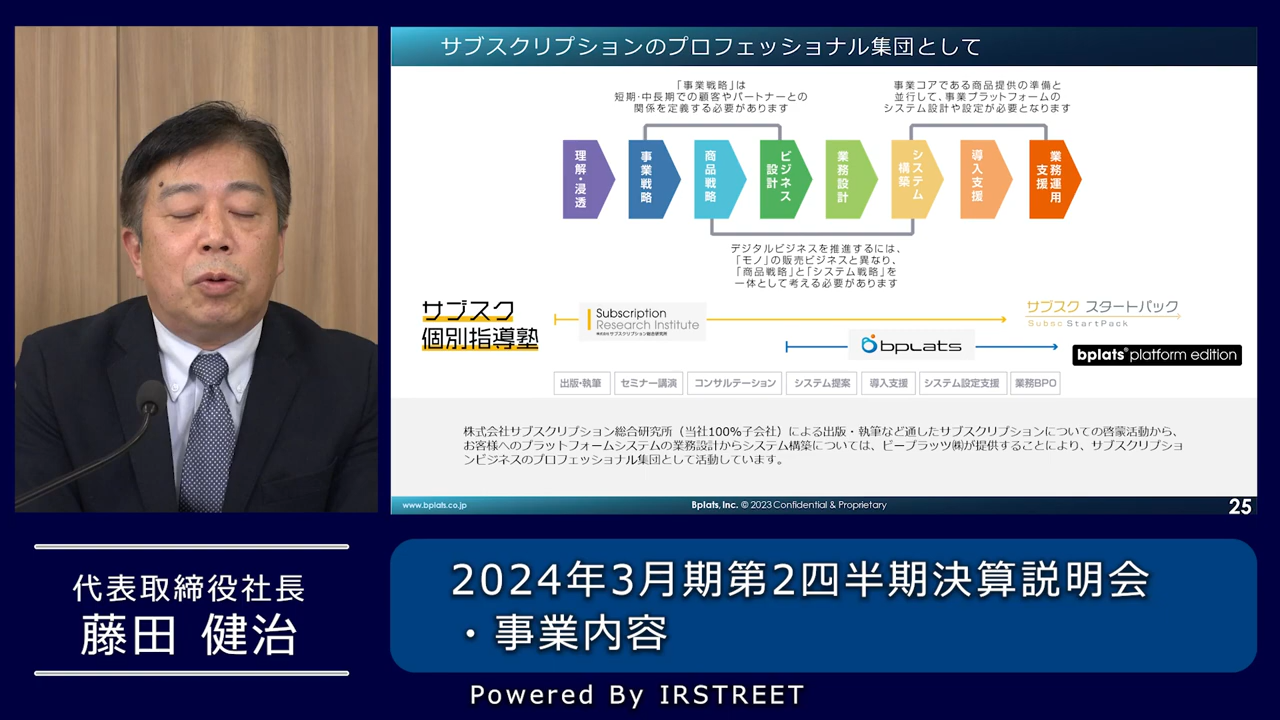 サブスクリプションのプロフェッショナル集団として
「事業戦略」は
短期・中長期での顧客やパートナーとの
関係を定義する必要があります
事業コアである商品提供の準備と
並行して、事業プラットフォームの
システム設計や設定が必要となります
理解・浸透
事業戦略
商品戦略
ビジネス
設計
業務設計
システム
構築
導入支援
業務運用
支援
デジタルビジネスを推進するには、
「モノ」の販売ビジネスと異なり、
「商品戦略」と「システム戦略」を
一体として考える必要があります
サブスク
個別指導塾
Subscription
Research Institute
株式会社サブスクリプション総合研究所
サブスク スタートパック
Subsc StartPack
bplats
bplats® platform edition
出版・執筆
セミナー講演
コンサルテーション
システム提案
導入支援
システム設定支援
業務BPO
株式会社サブスクリプション総合研究所（当社100%子会社）による出版・執筆など通したサブスクリプションについての啓蒙活動から、
お客様へのプラットフォームシステムの業務設計からシステム構築については、ビープラッツ㈱が提供することにより、サブスクリプショ
ンビジネスのプロフェッショナル集団として活動しています。
www.bplats.co.jp
Bplats, Inc. © 2023 Confidential & Proprietary
25
代表取締役社長
藤田 健治
2024年3月期第2四半期決算説明会
・事業内容
Powered By IRSTREET